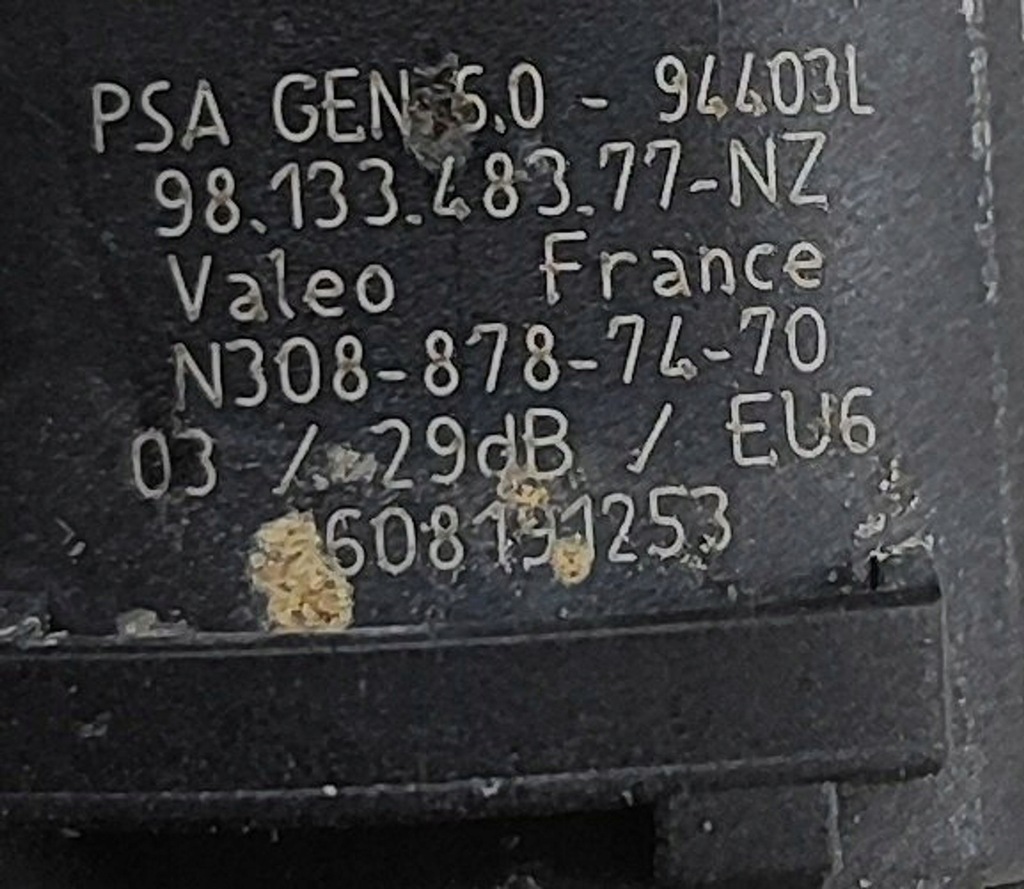 PSA GEN 6.0 - 94403L
98.133.483.77-NZ
Valeo France
N308-878-74-70
03 / 29dB / EU6
608191253